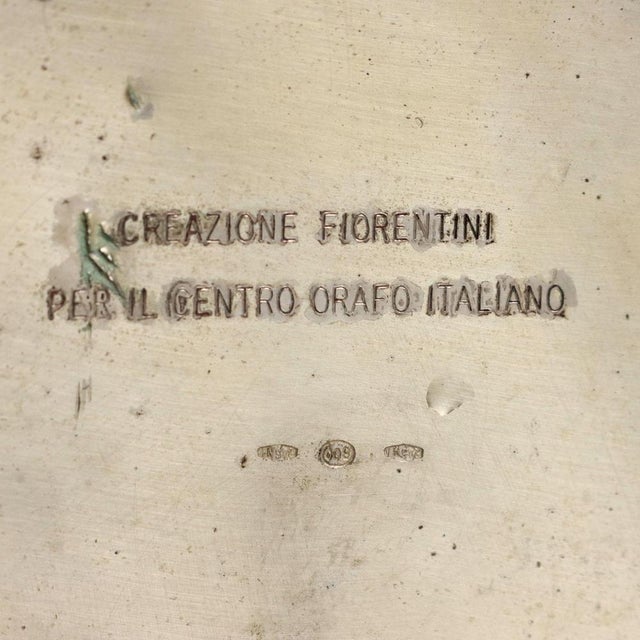 CREAZIONE FIORENTINI
PER IL CENTRO ORAFO ITALIANO